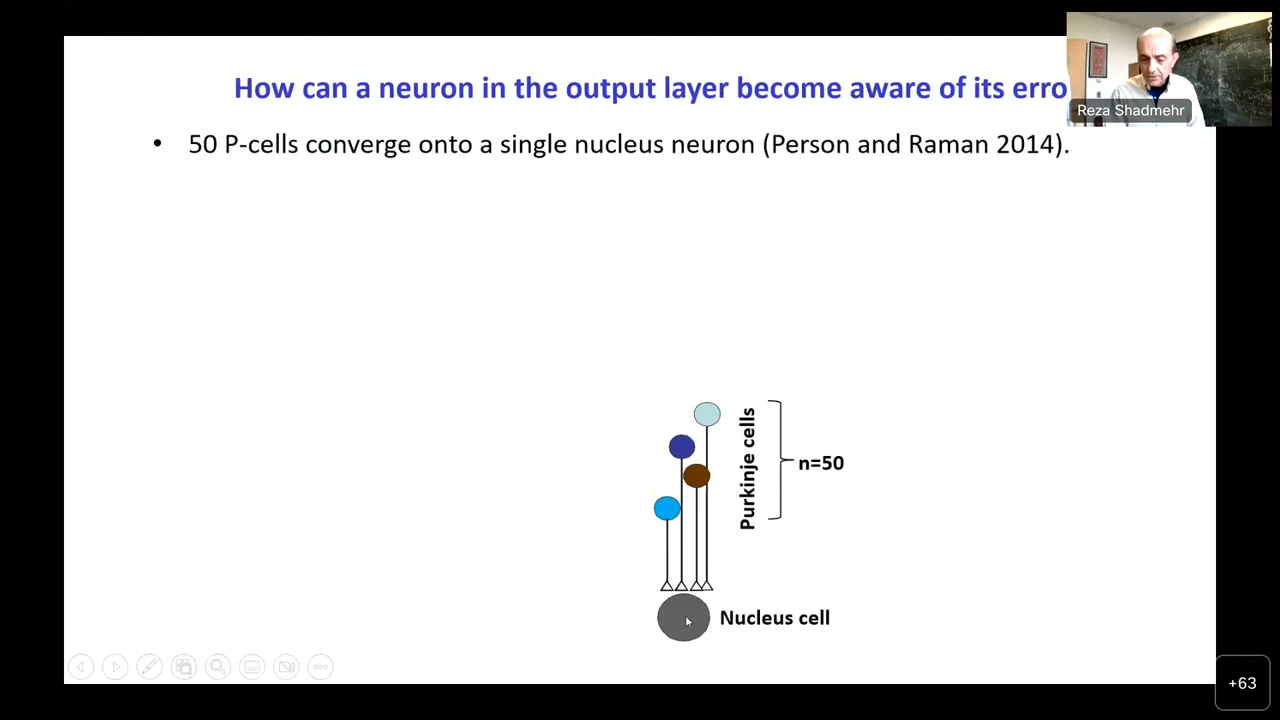 How can a neuron in the output layer become aware of its erro
Reza Shadmehr
• 50 P-cells converge onto a single nucleus neuron (Person and Raman 2014).
Purkinje cells
n=50
Nucleus cell
+63